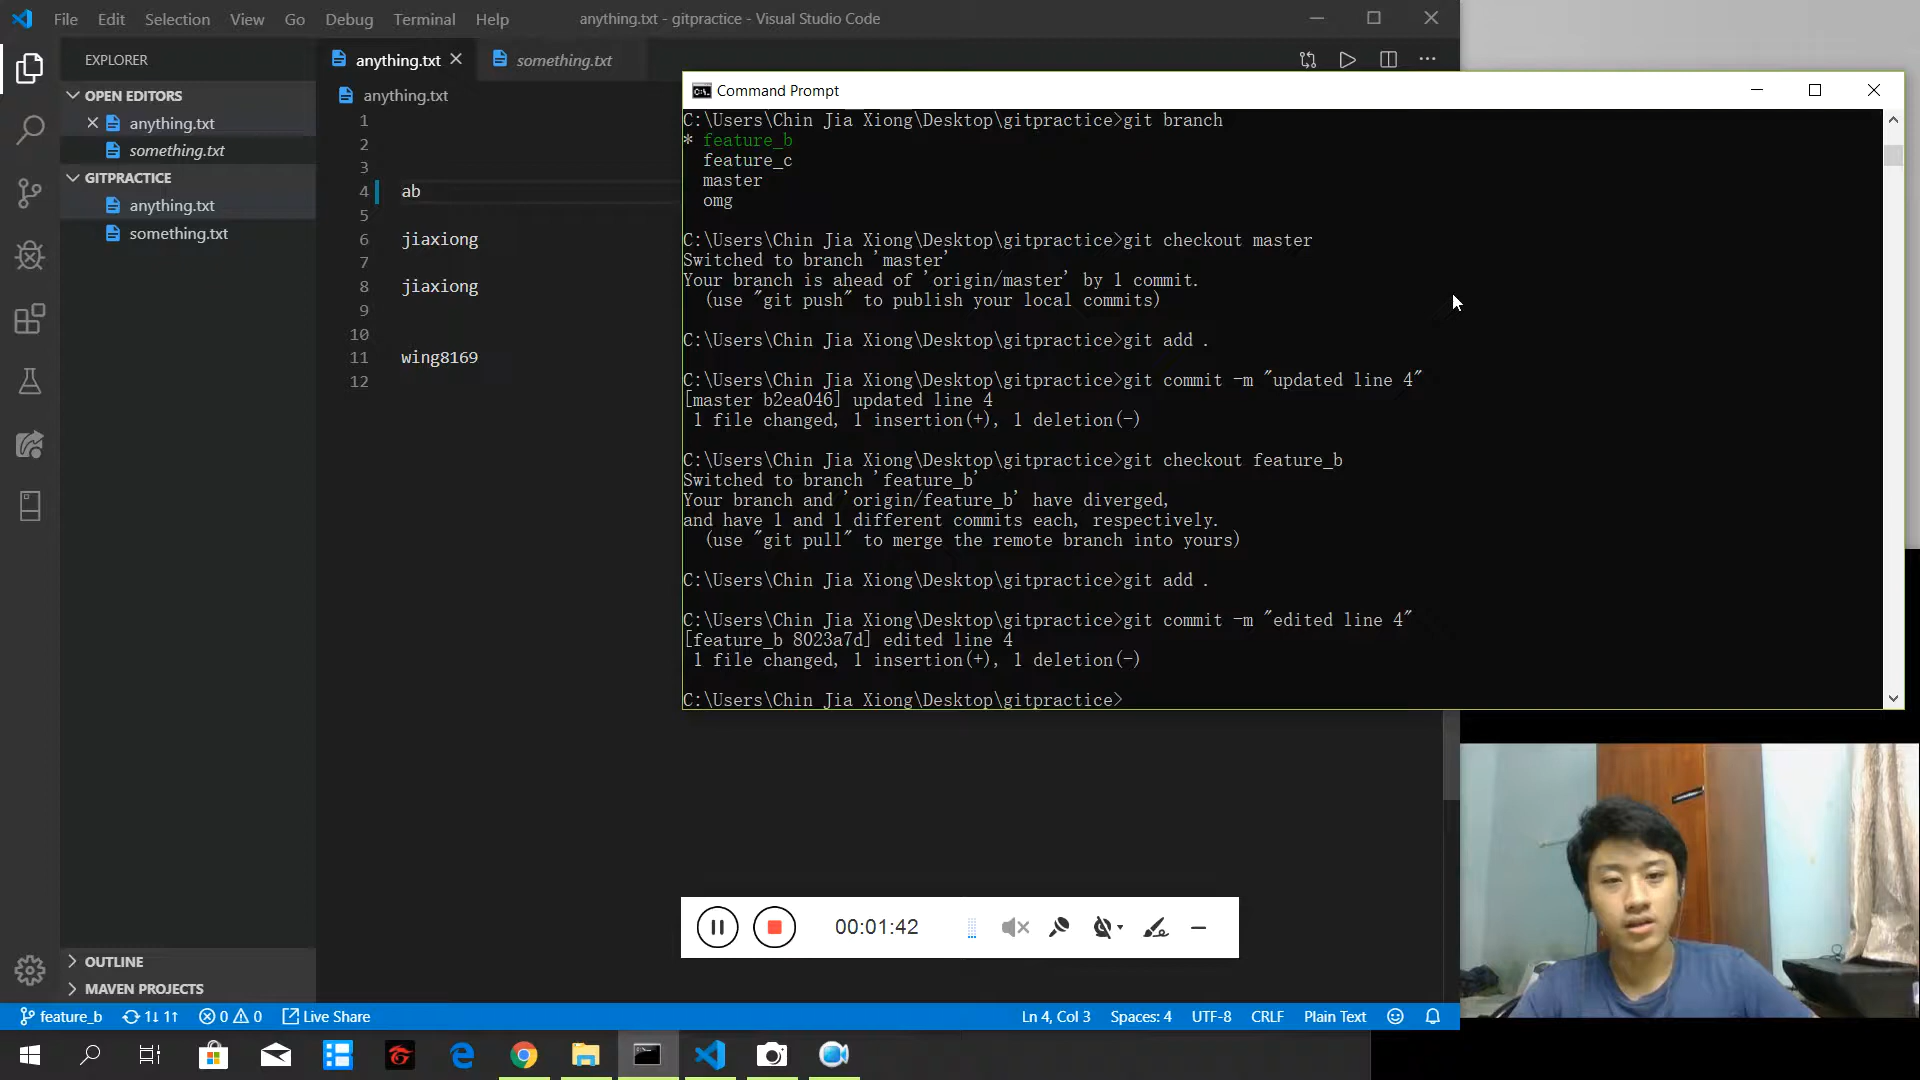 File Edit Selection View Go Debug Terminal Help
anything.txt - gitpractice - Visual Studio Code
EXPLORER
OPEN EDITORS
anything.txt
something.txt
GITPRACTICE
anything.txt
something.txt
OUTLINE
MAVEN PROJECTS
anything.txt
something.txt
anything.txt
1
2
3
4 ab
5
6 jiaxiong
7
8 jiaxiong
9
10
11 wing8169
12
Command Prompt
C:\Users\Chin Jia Xiong\Desktop\gitpractice>git branch
* feature_b
feature_c
master
omg
C:\Users\Chin Jia Xiong\Desktop\gitpractice>git checkout master
Switched to branch 'master'
Your branch is ahead of 'origin/master' by 1 commit.
(use "git push" to publish your local commits)
C:\Users\Chin Jia Xiong\Desktop\gitpractice>git add .
C:\Users\Chin Jia Xiong\Desktop\gitpractice>git commit -m "updated line 4"
[master b2ea046] updated line 4
1 file changed, 1 insertion(+), 1 deletion(-)
C:\Users\Chin Jia Xiong\Desktop\gitpractice>git checkout feature_b
Switched to branch 'feature_b'
Your branch and 'origin/feature_b' have diverged,
and have 1 and 1 different commits each, respectively.
(use "git pull" to merge the remote branch into yours)
C:\Users\Chin Jia Xiong\Desktop\gitpractice>git add .
C:\Users\Chin Jia Xiong\Desktop\gitpractice>git commit -m "edited line 4"
[feature_b 8023a7d] edited line 4
1 file changed, 1 insertion(+), 1 deletion(-)
C:\Users\Chin Jia Xiong\Desktop\gitpractice>
00:01:42
feature_b 1↓ 1↑ 0 0 Live Share
Ln 4, Col 3 Spaces: 4 UTF-8 CRLF Plain Text